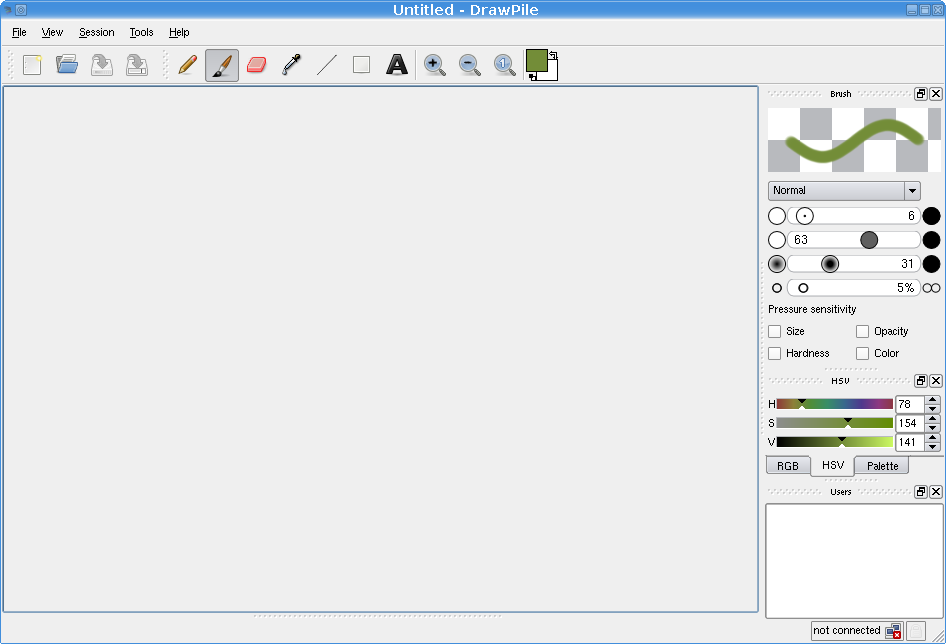 Untitled - DrawPile
File View Session Tools Help
A 1
Brush
Normal
6
63
31
5%
Pressure sensitivity
Size Opacity
Hardness Color
HSV
H 78
S 154
V 141
RGB HSV Palette
Users
not connected